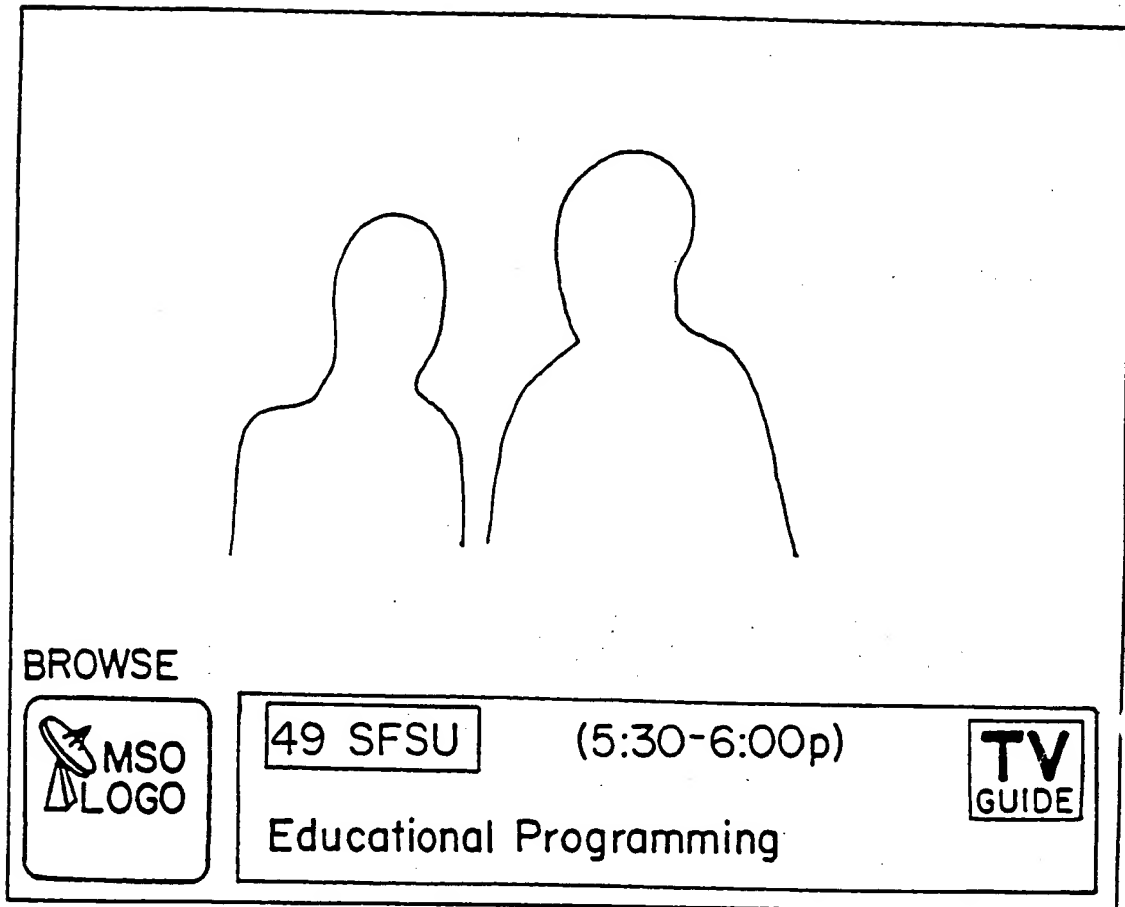 BROWSE
MSO
LOGO
49 SFSU (5:30-6:00p)
Educational Programming
TV
GUIDE